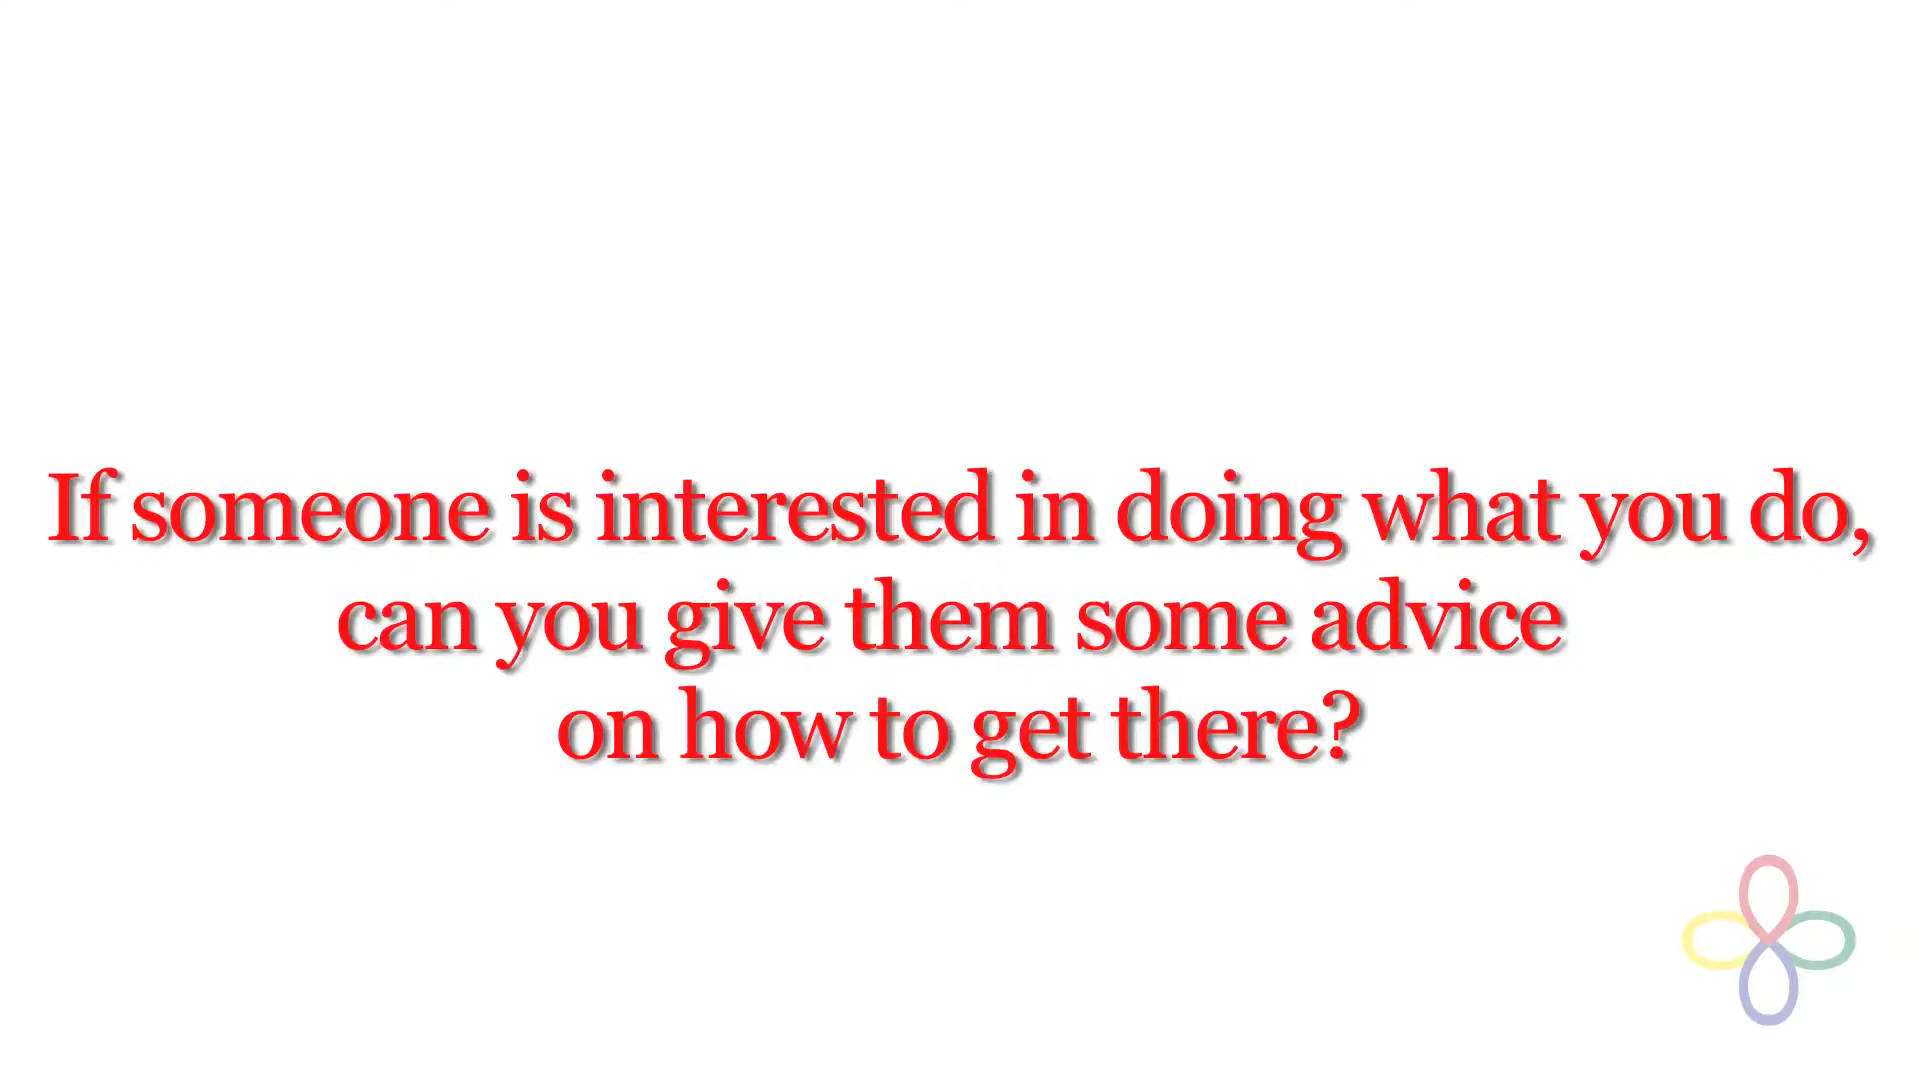 If someone is interested in doing what you do,
can you give them some advice
on how to get there?